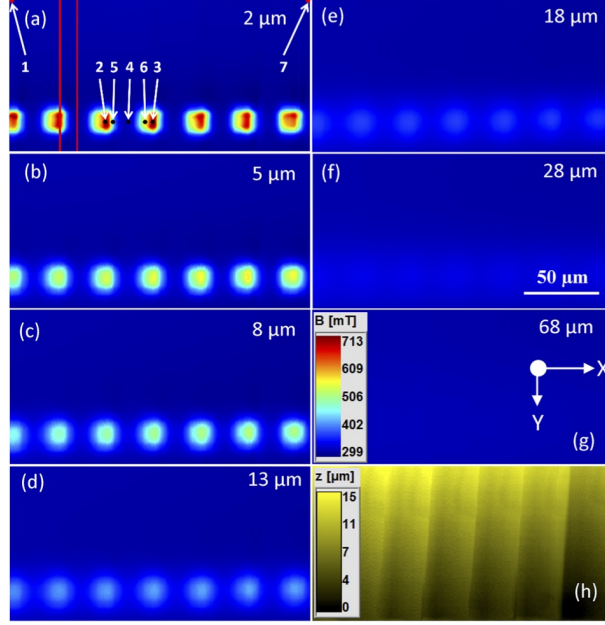 (a) 2 µm
1 2 5 4 6 3 7
(b) 5 µm
(c) 8 µm
(d) 13 µm
(e) 18 µm
(f) 28 µm
50 µm
B [mT] 68 µm
713
609
506
402
299
X
Y
(g)
z [µm]
15
11
7
4
0
(h)